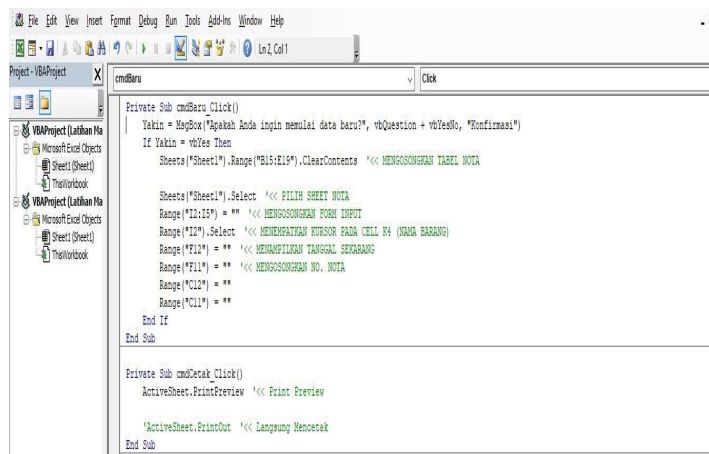 File Edit View Insert Format Debug Run Tools Add-Ins Window Help
Ln 2, Col 1
Project - VBAProject X
cmdBaru
Click
VBAProject (Latihan Ma
Microsoft Excel Objects
Sheet1 (Sheet1)
ThisWorkbook
VBAProject (Latihan Ma
Microsoft Excel Objects
Sheet1 (Sheet1)
ThisWorkbook
Private Sub cmdBaru_Click()
Yakin = MsgBox("Apakah Anda ingin memulai data baru?", vbQuestion + vbYesNo, "Konfirmasi")
If Yakin = vbYes Then
Sheets("Sheet1").Range("B15:E19").ClearContents '<< MENGOSONGKAN TABEL NOTA
Sheets("Sheet1").Select '<< PILIH SHEET NOTA
Range("I2:I5") = "" '<< MENGOSONGKAN FORM INPUT
Range("I2").Select '<< MENEMPATKAN KURSOR PADA CELL K4 (NAMA BARANG)
Range("F12") = "" '<< MENAMPILKAN TANGGAL SEKARANG
Range("F11") = "" '<< MENGOSONGKAN NO. NOTA
Range("C12") = ""
Range("C11") = ""
End If
End Sub
Private Sub cmdCetak_Click()
ActiveSheet.PrintPreview '<< Print Preview
'ActiveSheet.PrintOut '<< Langsung Mencetak
End Sub